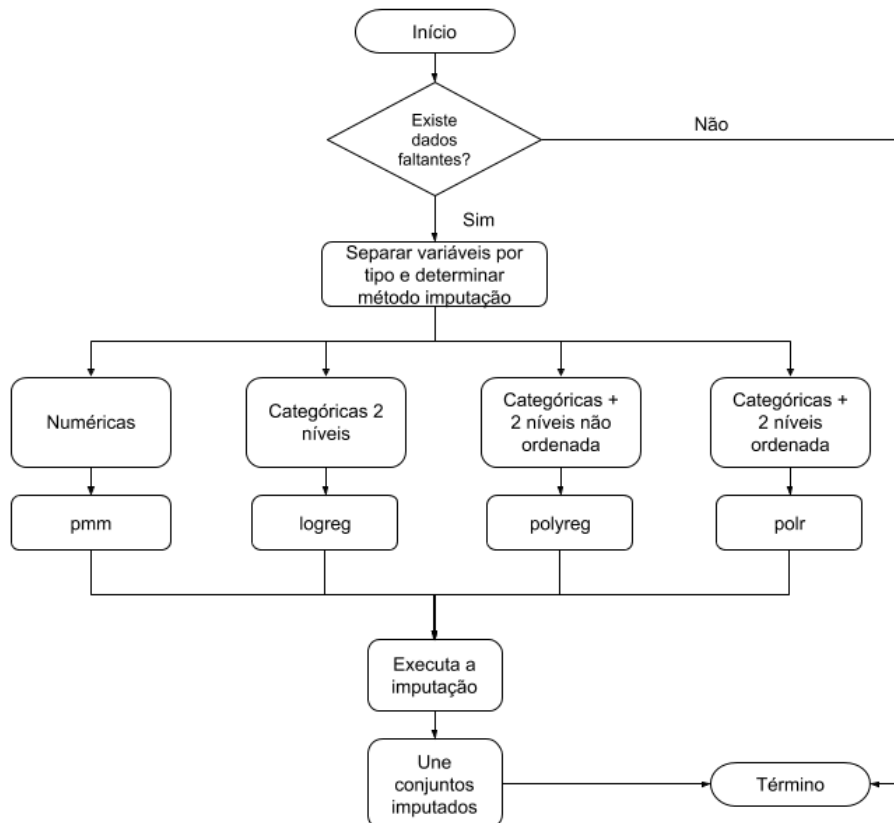 Início
Existe
dados
faltantes?
Não
Sim
Separar variáveis por
tipo e determinar
método imputação
Numéricas
Categóricas 2
níveis
Categóricas +
2 níveis não
ordenada
Categóricas +
2 níveis
ordenada
pmm
logreg
polyreg
polr
Executa a
imputação
Une
conjuntos
imputados
Término